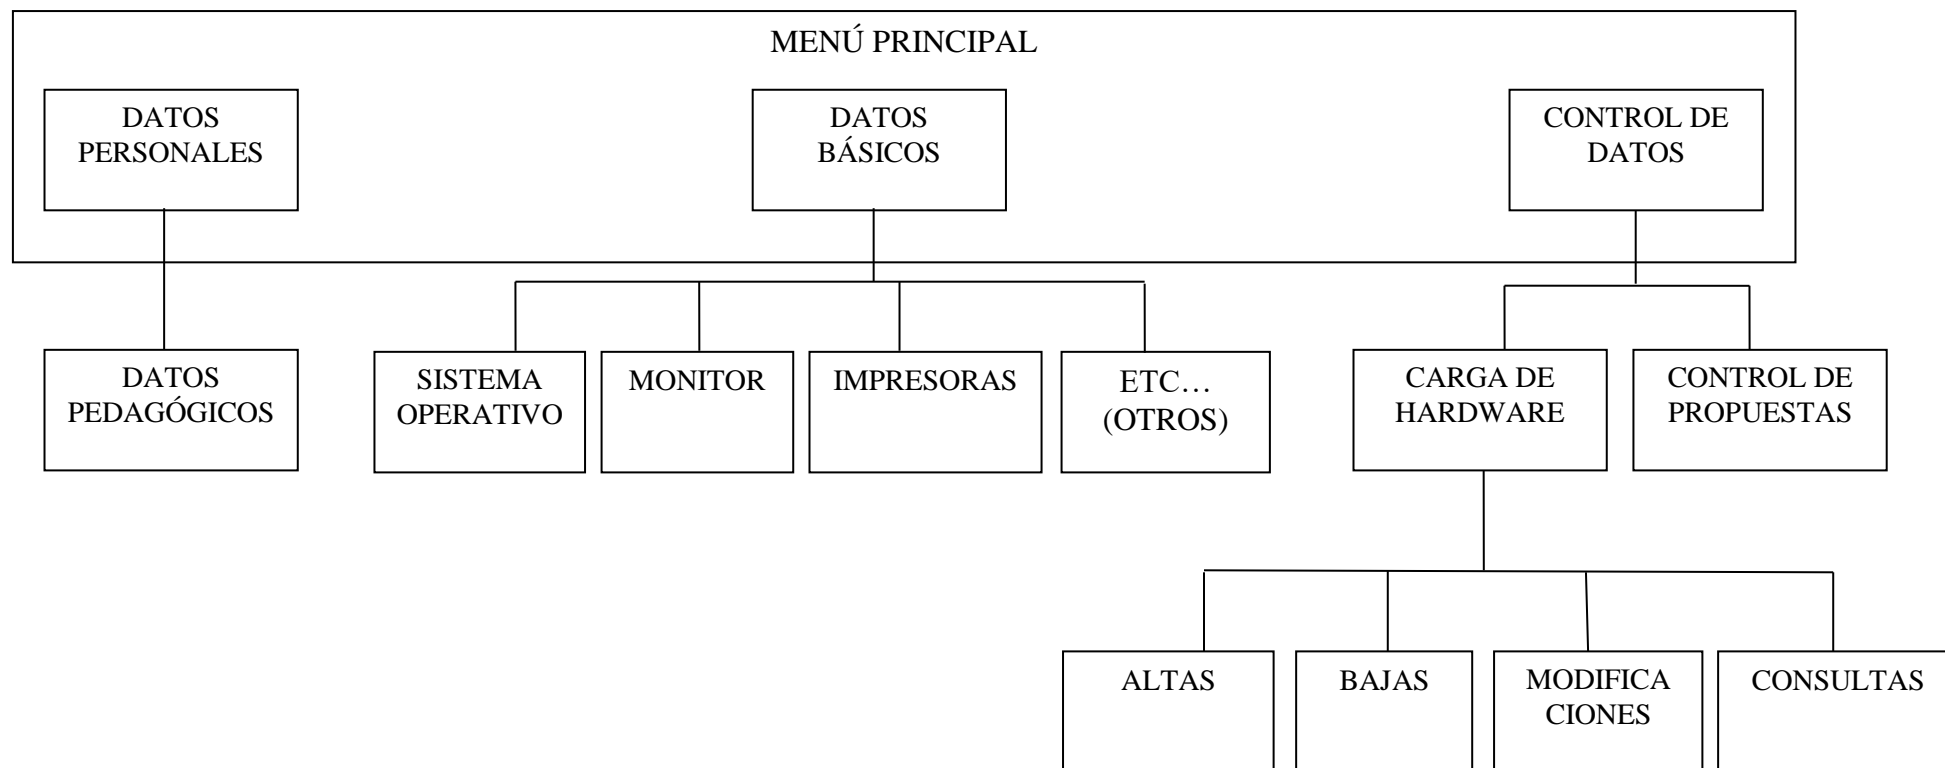 MENÚ PRINCIPAL
DATOS
PERSONALES
DATOS
BÁSICOS
CONTROL DE
DATOS
DATOS
PEDAGÓGICOS
SISTEMA
OPERATIVO
MONITOR
IMPRESORAS
ETC…
(OTROS)
CARGA DE
HARDWARE
CONTROL DE
PROPUESTAS
ALTAS
BAJAS
MODIFICA
CIONES
CONSULTAS